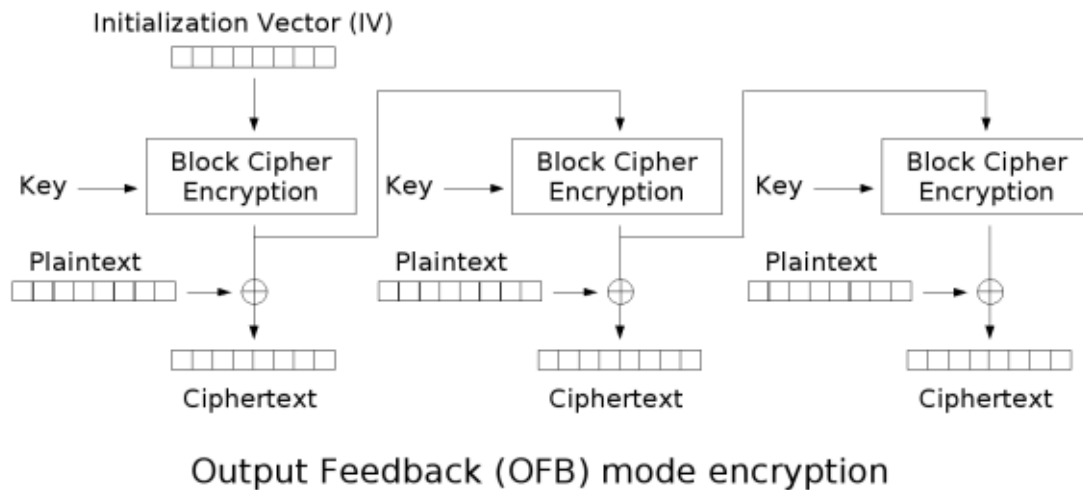 Initialization Vector (IV)
Block Cipher
Encryption
Block Cipher
Encryption
Block Cipher
Encryption
Key
Key
Key
Plaintext
Plaintext
Plaintext
Ciphertext
Ciphertext
Ciphertext
Output Feedback (OFB) mode encryption